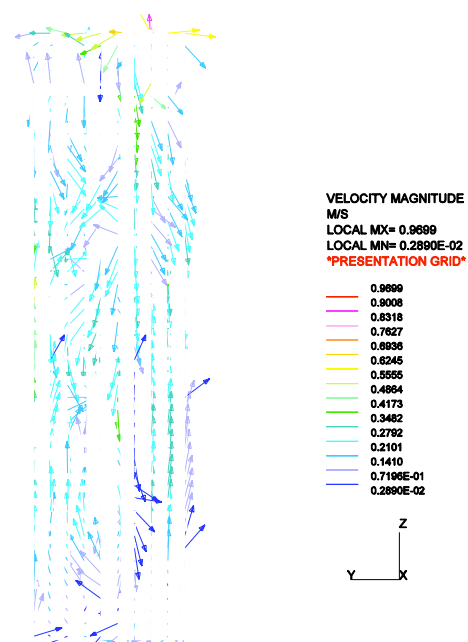 VELOCITY MAGNITUDE
M/S
LOCAL MX= 0.9699
LOCAL MN= 0.2890E-02
*PRESENTATION GRID*
0.9699
0.9008
0.8318
0.7627
0.6936
0.6245
0.5555
0.4864
0.4173
0.3482
0.2792
0.2101
0.1410
0.7196E-01
0.2890E-02
Z
Y
X